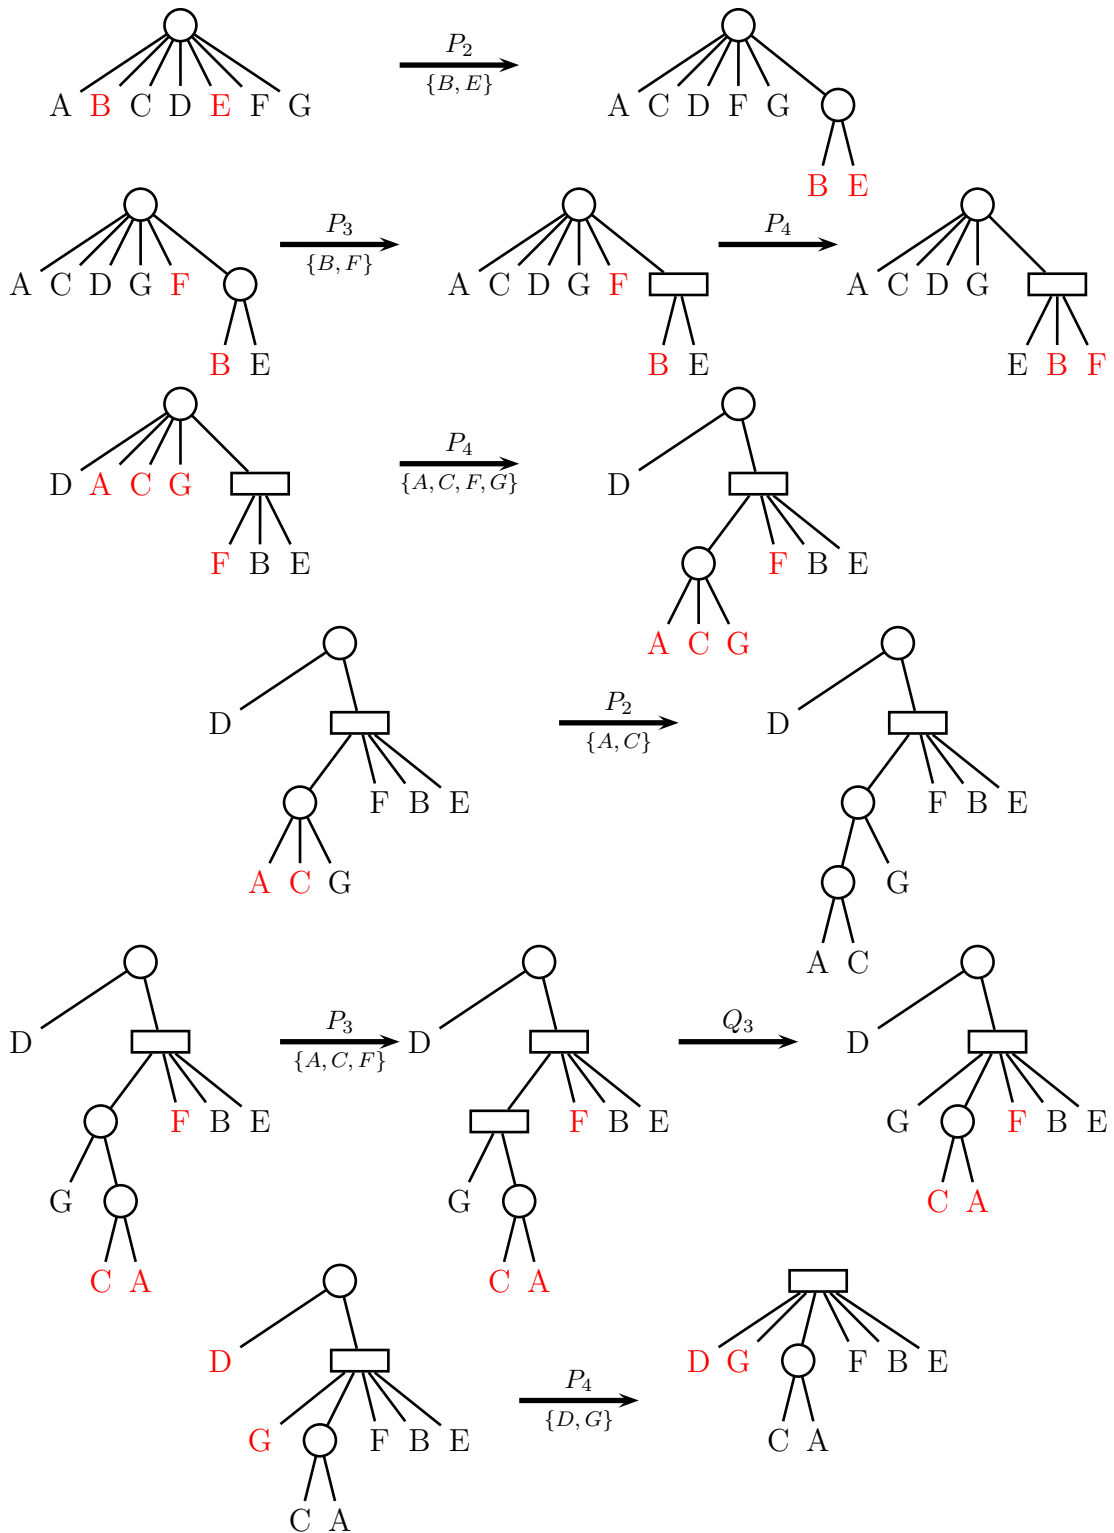 P2
A B C D E F G
{B, E}
A C D F G
B E
P3
P4
{B, F}
A C D G F
A C D G F
A C D G
B E
B E
E B F
P4
D A C G
{A, C, F, G}
D
F B E
F B E
A C G
P2
D
{A, C}
D
F B E
F B E
A C G
G
A C
P3
Q3
D
{A, C, F}
D
D
F B E
F B E
G
F B E
G
G
C A
C A
C A
D
P4
D G
F B E
{D, G}
G
F B E
C A
C A